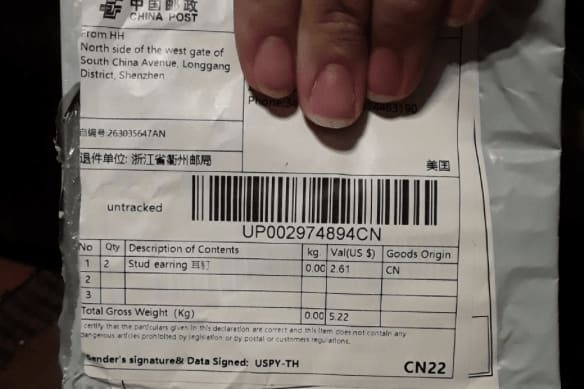 中国邮政
CHINA POST
From:HH
North side of the west gate of
South China Avenue, Longgang
District, Shenzhen
自编号:263035647AN
退件单位: 浙江省衢州邮局
Phone:
美国
untracked
UP002974894CN
No Qty Description of Contents kg. Val(US $) Goods Origin
1 2 Stud earring 耳钉 0.00 2.61 CN
2
3
Total Gross Weight (Kg) 0.00 5.22
I certify that the particulars given in this declaration are correct and this item does not contain any
dangerous articles prohibited by legislation or by postal or customers regulations.
Sender's signature& Data Signed: USPY-TH
CN22